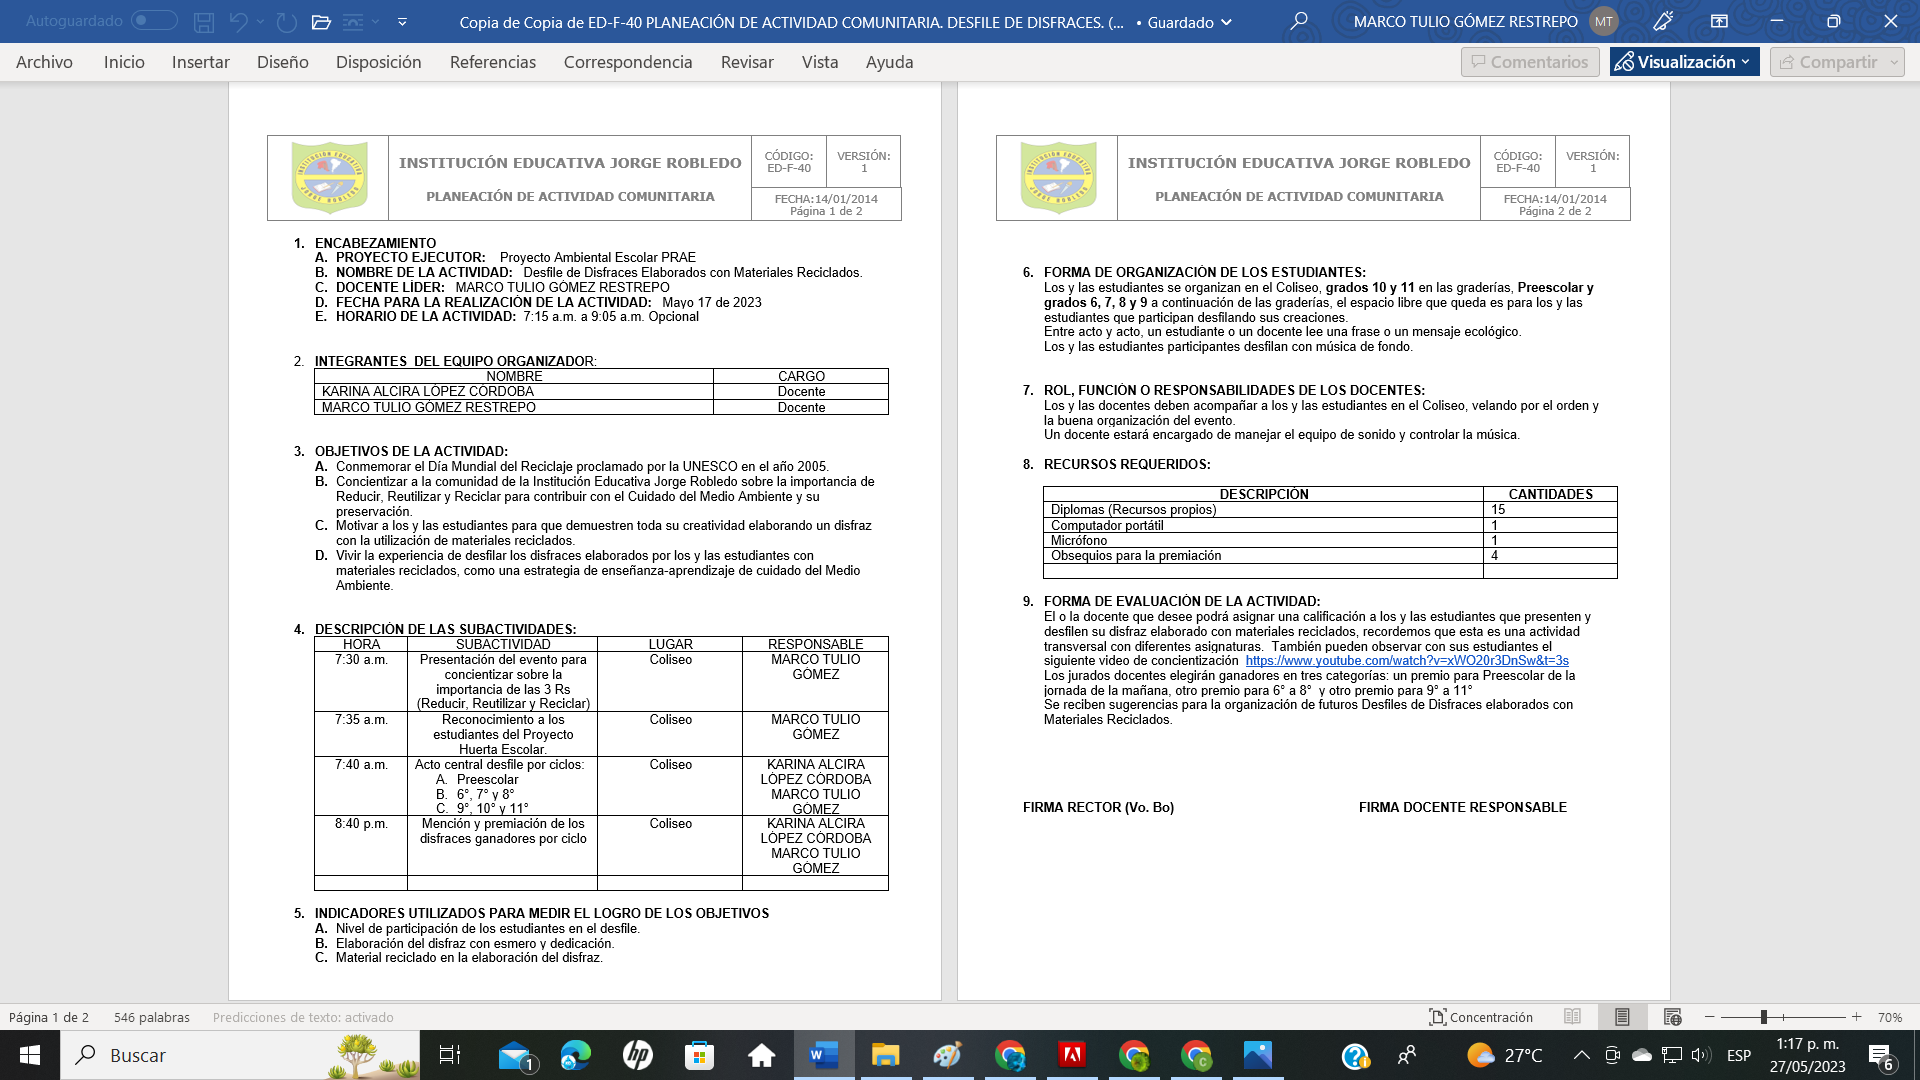 Autoguardado
Copia de Copia de ED-F-40 PLANEACIÓN DE ACTIVIDAD COMUNITARIA. DESFILE DE DISFRACES. (... • Guardado
MARCO TULIO GÓMEZ RESTREPO MT
Archivo Inicio Insertar Diseño Disposición Referencias Correspondencia Revisar Vista Ayuda
Comentarios Visualización Compartir
INSTITUCIÓN EDUCATIVA JORGE ROBLEDO
PLANEACIÓN DE ACTIVIDAD COMUNITARIA
CÓDIGO:
ED-F-40
VERSIÓN:
1
FECHA:14/01/2014
Página 1 de 2
1. ENCABEZAMIENTO
A. PROYECTO EJECUTOR: Proyecto Ambiental Escolar PRAE
B. NOMBRE DE LA ACTIVIDAD: Desfile de Disfraces Elaborados con Materiales Reciclados.
C. DOCENTE LÍDER: MARCO TULIO GÓMEZ RESTREPO
D. FECHA PARA LA REALIZACIÓN DE LA ACTIVIDAD: Mayo 17 de 2023
E. HORARIO DE LA ACTIVIDAD: 7:15 a.m. a 9:05 a.m. Opcional
2. INTEGRANTES DEL EQUIPO ORGANIZADOR:
NOMBRE CARGO
KARINA ALCIRA LÓPEZ CÓRDOBA Docente
MARCO TULIO GÓMEZ RESTREPO Docente
3. OBJETIVOS DE LA ACTIVIDAD:
A. Conmemorar el Día Mundial del Reciclaje proclamado por la UNESCO en el año 2005.
B. Concientizar a la comunidad de la Institución Educativa Jorge Robledo sobre la importancia de
Reducir, Reutilizar y Reciclar para contribuir con el Cuidado del Medio Ambiente y su
preservación.
C. Motivar a los y las estudiantes para que demuestren toda su creatividad elaborando un disfraz
con la utilización de materiales reciclados.
D. Vivir la experiencia de desfilar los disfraces elaborados por los y las estudiantes con
materiales reciclados, como una estrategia de enseñanza-aprendizaje de cuidado del Medio
Ambiente.
4. DESCRIPCIÓN DE LAS SUBACTIVIDADES:
HORA SUBACTIVIDAD LUGAR RESPONSABLE
7:30 a.m. Presentación del evento para Coliseo MARCO TULIO
concientizar sobre la GÓMEZ
importancia de las 3 Rs
(Reducir, Reutilizar y Reciclar)
7:35 a.m. Reconocimiento a los Coliseo MARCO TULIO
estudiantes del Proyecto GÓMEZ
Huerta Escolar.
7:40 a.m. Acto central desfile por ciclos: Coliseo KARINA ALCIRA
A. Preescolar LÓPEZ CÓRDOBA
B. 6°, 7° y 8° MARCO TULIO
C. 9°, 10° y 11° GÓMEZ
8:40 p.m. Mención y premiación de los Coliseo KARINA ALCIRA
disfraces ganadores por ciclo LÓPEZ CÓRDOBA
MARCO TULIO
GÓMEZ
5. INDICADORES UTILIZADOS PARA MEDIR EL LOGRO DE LOS OBJETIVOS
A. Nivel de participación de los estudiantes en el desfile.
B. Elaboración del disfraz con esmero y dedicación.
C. Material reciclado en la elaboración del disfraz.
INSTITUCIÓN EDUCATIVA JORGE ROBLEDO
PLANEACIÓN DE ACTIVIDAD COMUNITARIA
CÓDIGO:
ED-F-40
VERSIÓN:
1
FECHA:14/01/2014
Página 2 de 2
6. FORMA DE ORGANIZACIÓN DE LOS ESTUDIANTES:
Los y las estudiantes se organizan en el Coliseo, grados 10 y 11 en las graderías, Preescolar y
grados 6, 7, 8 y 9 a continuación de las graderías, el espacio libre que queda es para los y las
estudiantes que participan desfilando sus creaciones.
Entre acto y acto, un estudiante o un docente lee una frase o un mensaje ecológico.
Los y las estudiantes participantes desfilan con música de fondo.
7. ROL, FUNCIÓN O RESPONSABILIDADES DE LOS DOCENTES:
Los y las docentes deben acompañar a los y las estudiantes en el Coliseo, velando por el orden y
la buena organización del evento.
Un docente estará encargado de manejar el equipo de sonido y controlar la música.
8. RECURSOS REQUERIDOS:
DESCRIPCIÓN CANTIDADES
Diplomas (Recursos propios) 15
Computador portátil 1
Micrófono 1
Obsequios para la premiación 4
9. FORMA DE EVALUACIÓN DE LA ACTIVIDAD:
El o la docente que desee podrá asignar una calificación a los y las estudiantes que presenten y
desfilen su disfraz elaborado con materiales reciclados, recordemos que esta es una actividad
transversal con diferentes asignaturas. También pueden observar con sus estudiantes el
siguiente video de concientización https://www.youtube.com/watch?v=xWO20r3DnSw&t=3s
Los jurados docentes elegirán ganadores en tres categorías: un premio para Preescolar de la
jornada de la mañana, otro premio para 6° a 8° y otro premio para 9° a 11°
Se reciben sugerencias para la organización de futuros Desfiles de Disfraces elaborados con
Materiales Reciclados.
FIRMA RECTOR (Vo. Bo) FIRMA DOCENTE RESPONSABLE
Página 1 de 2 546 palabras Predicciones de texto: activado
Concentración 70%
Buscar
1
27°C
ESP
1:17 p. m.
27/05/2023
6